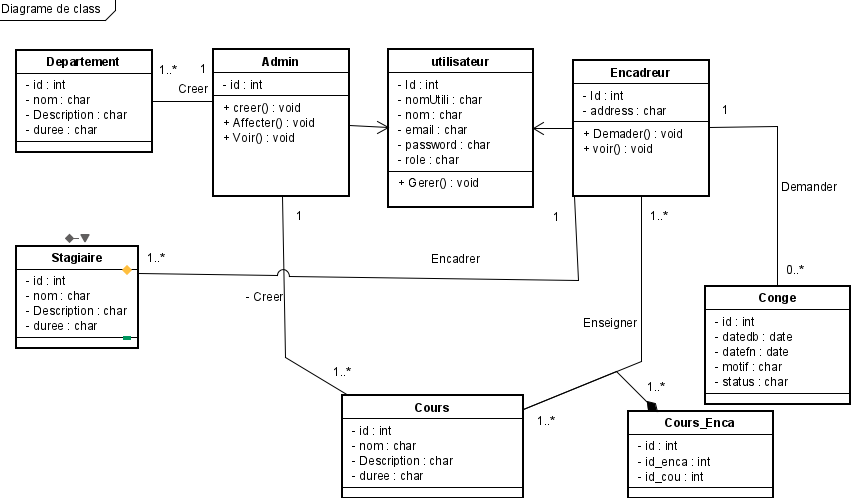 Diagrame de class
Departement
- id : int
- nom : char
- Description : char
- duree : char
1..*
1
Creer
Admin
- id : int
+ creer() : void
+ Affecter() : void
+ Voir() : void
utilisateur
- Id : int
- nomUtili : char
- nom : char
- email : char
- password : char
- role : char
+ Gerer() : void
Encadreur
- Id : int
- address : char
+ Demader() : void
+ voir() : void
1
Demander
0..*
1
1
1..*
Stagiaire
- id : int
- nom : char
- Description : char
- duree : char
1..*
Encadrer
- Creer
Enseigner
Conge
- id : int
- datedb : date
- datefn : date
- motif : char
- status : char
1..*
1..*
1..*
Cours
- id : int
- nom : char
- Description : char
- duree : char
Cours_Enca
- id : int
- id_enca : int
- id_cou : int